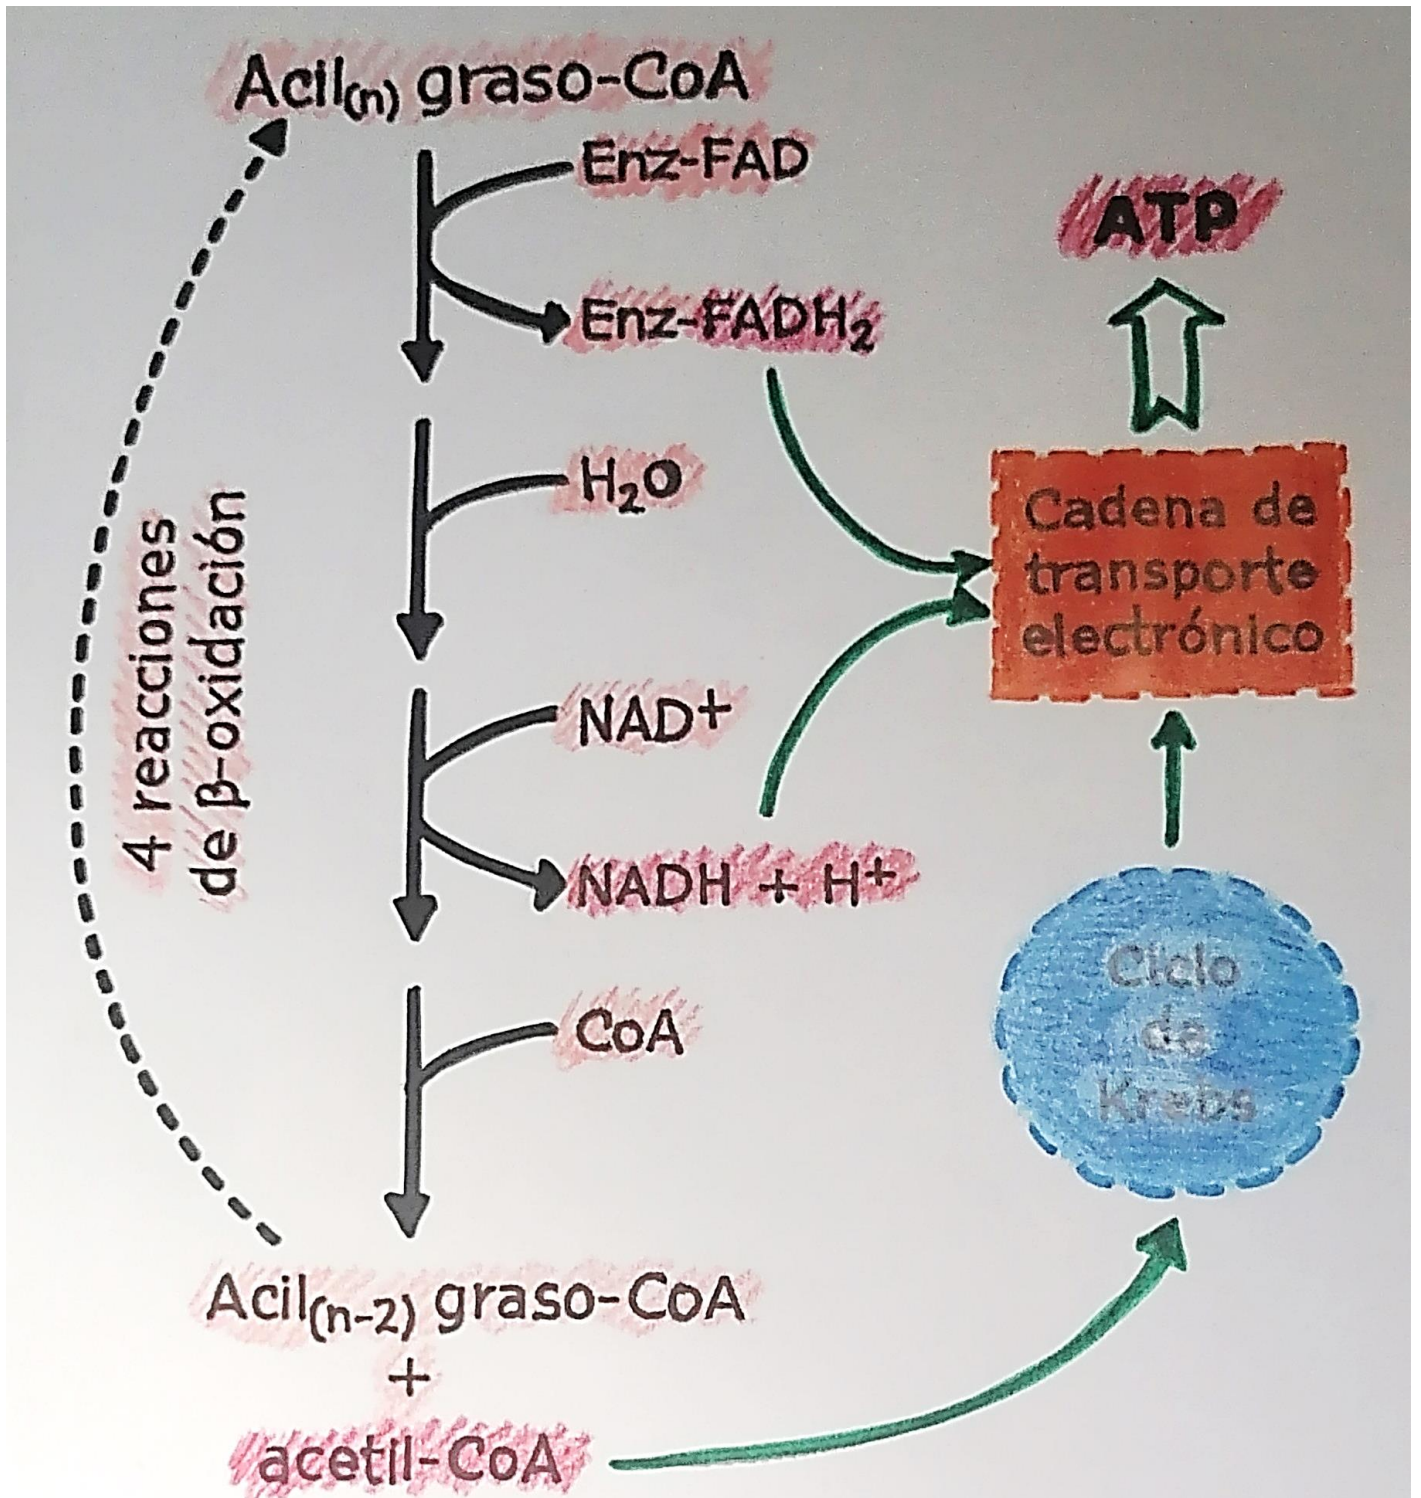 Acil(n) graso-CoA
Enz-FAD
Enz-FADH₂
H₂O
NAD+
NADH + H+
CoA
4 reacciones
de β-oxidación
Acil(n-2) graso-CoA
+
acetil-CoA
ATP
Cadena de
transporte
electrónico
Ciclo
de
Krebs